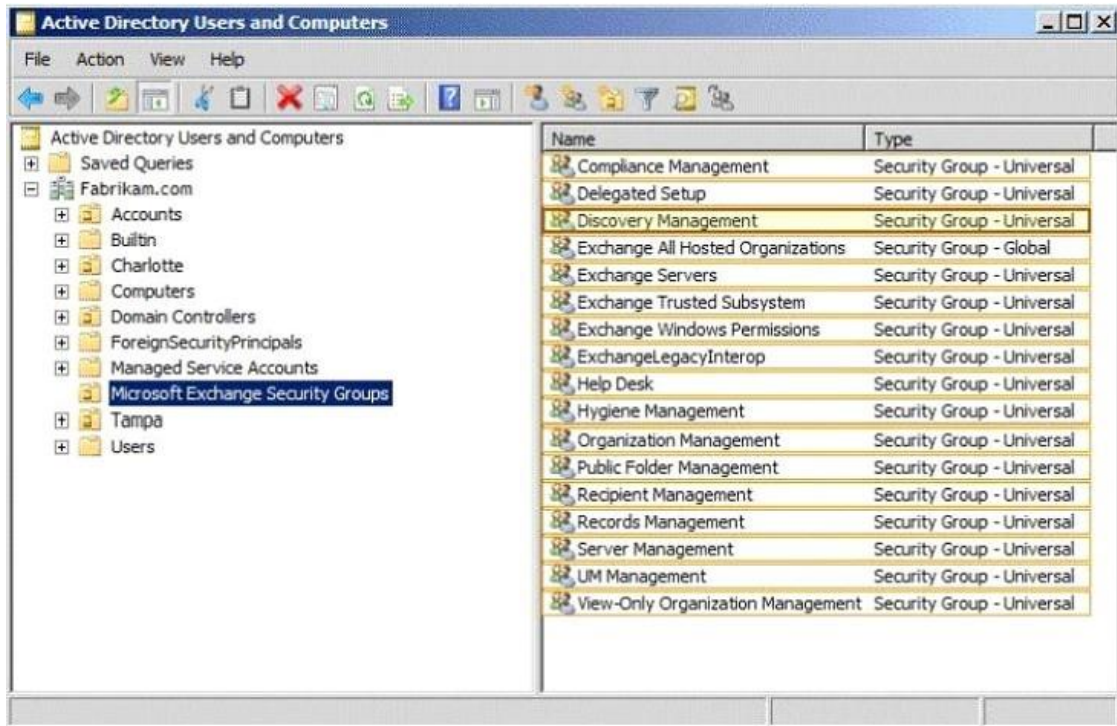 Active Directory Users and Computers
File Action View Help
Active Directory Users and Computers
Saved Queries
Fabrikam.com
Accounts
Builtin
Charlotte
Computers
Domain Controllers
ForeignSecurityPrincipals
Managed Service Accounts
Microsoft Exchange Security Groups
Tampa
Users
Name Type
Compliance Management Security Group - Universal
Delegated Setup Security Group - Universal
Discovery Management Security Group - Universal
Exchange All Hosted Organizations Security Group - Global
Exchange Servers Security Group - Universal
Exchange Trusted Subsystem Security Group - Universal
Exchange Windows Permissions Security Group - Universal
ExchangeLegacyInterop Security Group - Universal
Help Desk Security Group - Universal
Hygiene Management Security Group - Universal
Organization Management Security Group - Universal
Public Folder Management Security Group - Universal
Recipient Management Security Group - Universal
Records Management Security Group - Universal
Server Management Security Group - Universal
UM Management Security Group - Universal
View-Only Organization Management Security Group - Universal